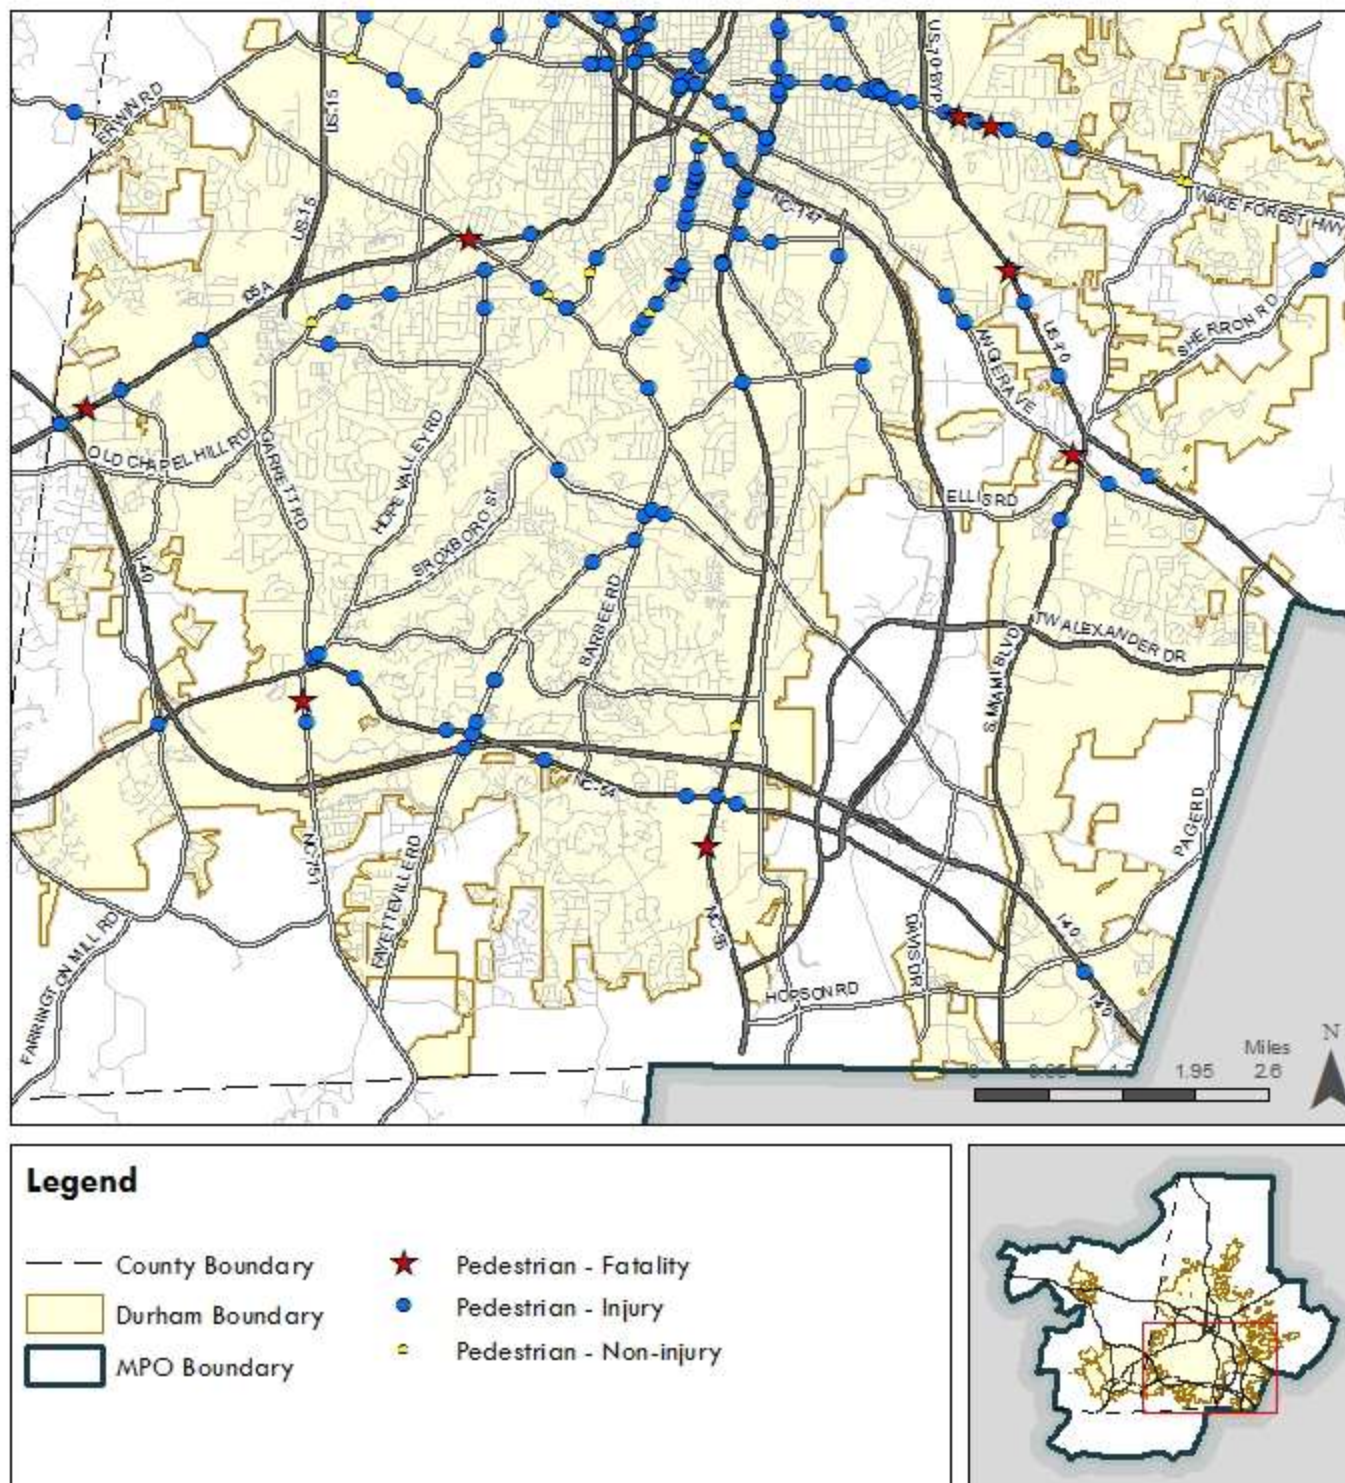 US-70-BYP
ERWIN RD
US-15
US-15
NC-147
WAKE FOREST HWY
SHERRON RD
US-70
ANGIER AVE
OLD CHAPEL HILL RD
GARRETT RD
HOPE VALLEY RD
S ROXBORO ST
ELLIS RD
I-40
BARBEE RD
TW ALEXANDER DR
S MIAMI BLVD
NC-54
NC-751
FAYETTEVILLE RD
PAGE RD
FARRINGTON MILL RD
NC-55
DAVIS DR
I-40
I-40
HOPSON RD
N
Miles
0 1.3 1.95 2.6
Legend
County Boundary
Durham Boundary
MPO Boundary
Pedestrian - Fatality
Pedestrian - Injury
Pedestrian - Non-injury